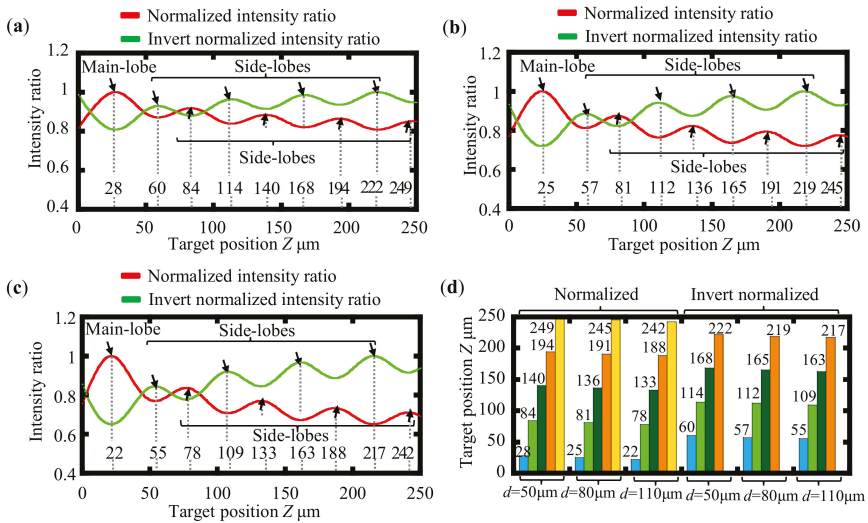 (a)
Normalized intensity ratio
Invert normalized intensity ratio
Intensity ratio
1.2
1
0.8
0.6
0.4
Main-lobe
Side-lobes
Side-lobes
28 60 84 114 140 168 194 222 249
0 50 100 150 200 250
Target position Z μm
(b)
Normalized intensity ratio
Invert normalized intensity ratio
Intensity ratio
1.2
1
0.8
0.6
0.4
Main-lobe
Side-lobes
Side-lobes
25 57 81 112 136 165 191 219 245
0 50 100 150 200 250
Target position Z μm
(c)
Normalized intensity ratio
Invert normalized intensity ratio
Intensity ratio
1.2
1
0.8
0.6
0.4
Main-lobe
Side-lobes
Side-lobes
22 55 78 109 133 163 188 217 242
0 50 100 150 200 250
Target position Z μm
(d)
Normalized Invert normalized
Target position Z μm
250
200
150
100
50
0
28 84 140 194 249
25 81 136 191 245
22 78 133 188 242
60 114 168 222
57 112 165 219
55 109 163 217
d=50μm d=80μm d=110μm d=50μm d=80μm d=110μm